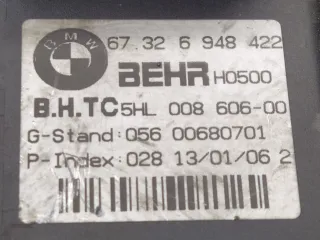 BMW
67.32 6 948 422
BEHR H0500
B.H.TC 5HL 008 606-00
G-Stand: 056 00680701
P-Index: 028 13/01/06 2